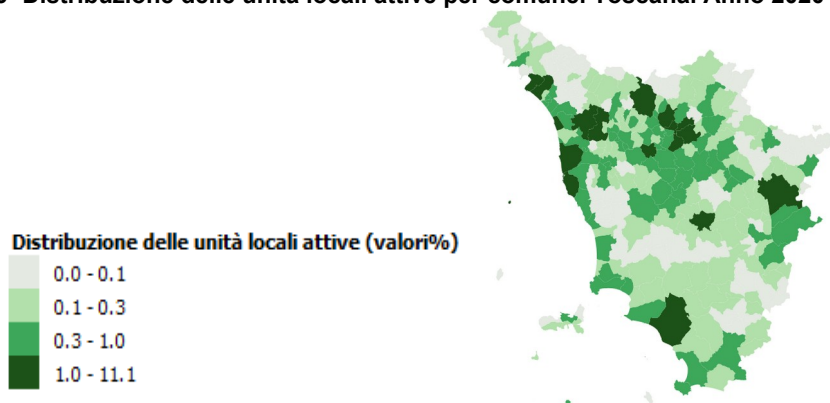 Distribuzione delle unità locali attive per comune. Toscana. Anno 2020
Distribuzione delle unità locali attive (valori%)
0.0 - 0.1
0.1 - 0.3
0.3 - 1.0
1.0 - 11.1